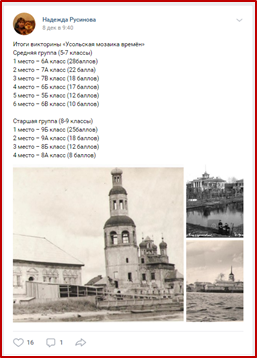 Надежда Русинова
8 дек в 9:40
Итоги викторины «Усольская мозаика времён»
Средняя группа (5-7 классы)
1 место – 6А класс (28баллов)
2 место – 7А класс (22 балла)
3 место – 7В класс (18 баллов)
4 место – 6Б класс (17 баллов)
5 место – 5Б класс (12 баллов)
6 место – 6В класс (10 баллов)
Старшая группа (8-9 классы)
1 место – 9Б класс (25баллов)
2 место – 9А класс (18 баллов)
3 место – 8Б класс (12 баллов)
4 место – 8А класс (8 баллов)
16
1